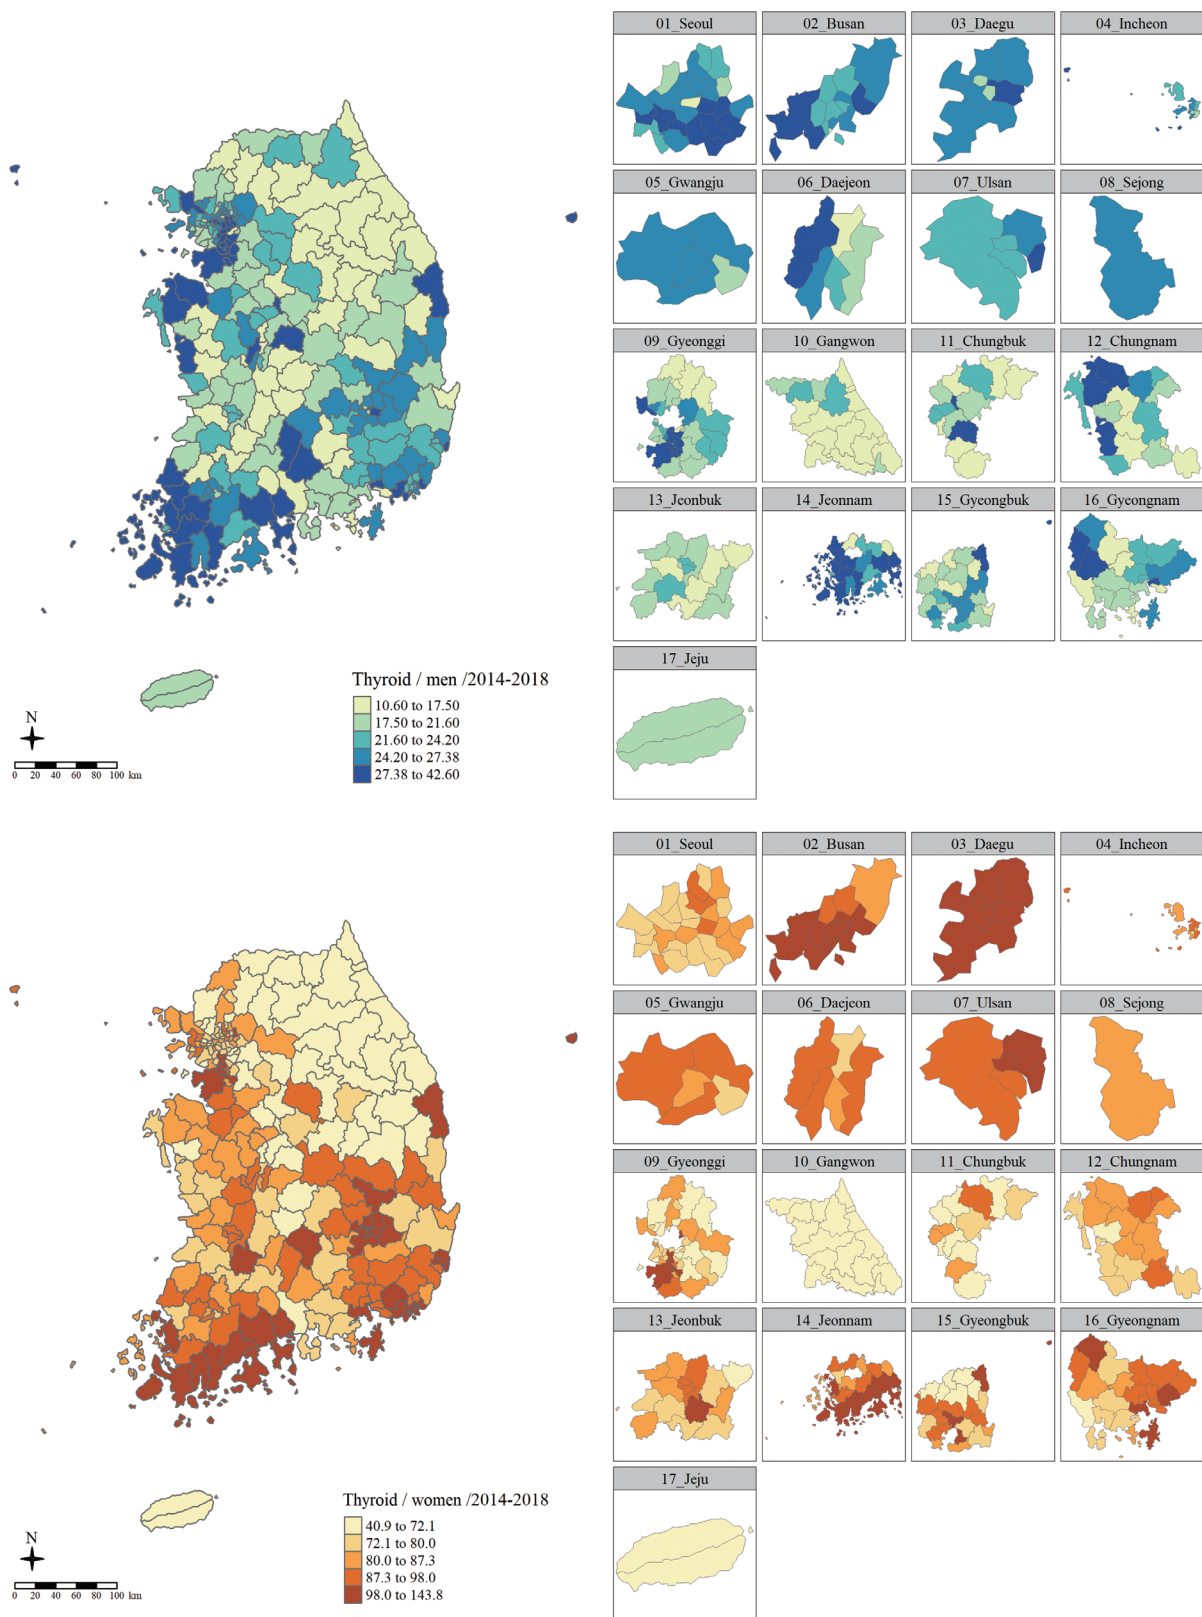 01_Seoul
02_Busan
03_Daegu
04_Incheon
05_Gwangju
06_Daejeon
07_Ulsan
08_Sejong
09_Gyeonggi
10_Gangwon
11_Chungbuk
12_Chungnam
13_Jeonbuk
14_Jeonnam
15_Gyeongbuk
16_Gyeongnam
17_Jeju
Thyroid / men /2014-2018
10.60 to 17.50
17.50 to 21.60
21.60 to 24.20
24.20 to 27.38
27.38 to 42.60
N
0 20 40 60 80 100 km
01_Seoul
02_Busan
03_Daegu
04_Incheon
05_Gwangju
06_Daejeon
07_Ulsan
08_Sejong
09_Gyeonggi
10_Gangwon
11_Chungbuk
12_Chungnam
13_Jeonbuk
14_Jeonnam
15_Gyeongbuk
16_Gyeongnam
17_Jeju
Thyroid / women /2014-2018
40.9 to 72.1
72.1 to 80.0
80.0 to 87.3
87.3 to 98.0
98.0 to 143.8
N
0 20 40 60 80 100 km